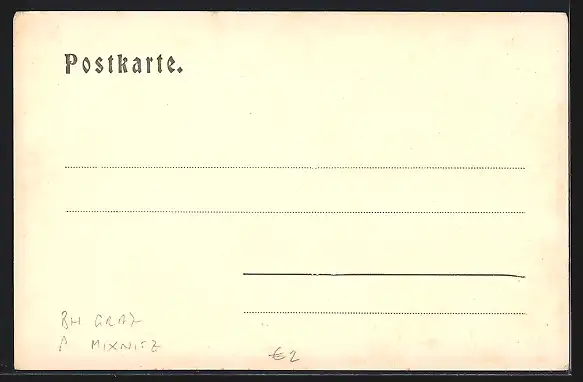 Postkarte.
BH GRAZ
A MIXNITZ
€2